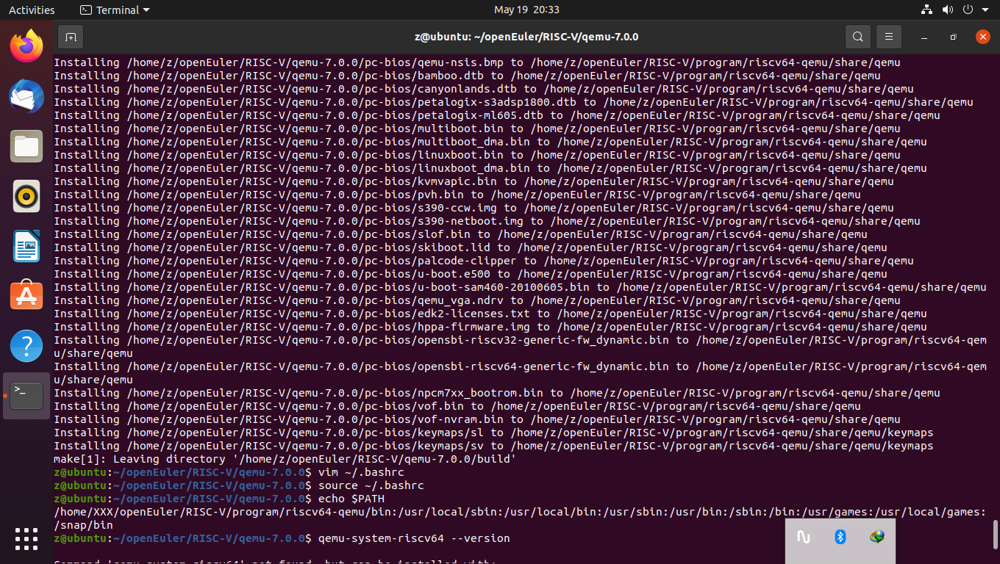 Activities
Terminal
May 19 20:33
z@ubuntu: ~/openEuler/RISC-V/qemu-7.0.0
Installing /home/z/openEuler/RISC-V/qemu-7.0.0/pc-bios/qemu-nsis.bmp to /home/z/openEuler/RISC-V/program/riscv64-qemu/share/qemu
Installing /home/z/openEuler/RISC-V/qemu-7.0.0/pc-bios/bamboo.dtb to /home/z/openEuler/RISC-V/program/riscv64-qemu/share/qemu
Installing /home/z/openEuler/RISC-V/qemu-7.0.0/pc-bios/canyonlands.dtb to /home/z/openEuler/RISC-V/program/riscv64-qemu/share/qemu
Installing /home/z/openEuler/RISC-V/qemu-7.0.0/pc-bios/petalogix-s3adsp1800.dtb to /home/z/openEuler/RISC-V/program/riscv64-qemu/share/qemu
Installing /home/z/openEuler/RISC-V/qemu-7.0.0/pc-bios/petalogix-ml605.dtb to /home/z/openEuler/RISC-V/program/riscv64-qemu/share/qemu
Installing /home/z/openEuler/RISC-V/qemu-7.0.0/pc-bios/multiboot.bin to /home/z/openEuler/RISC-V/program/riscv64-qemu/share/qemu
Installing /home/z/openEuler/RISC-V/qemu-7.0.0/pc-bios/multiboot_dma.bin to /home/z/openEuler/RISC-V/program/riscv64-qemu/share/qemu
Installing /home/z/openEuler/RISC-V/qemu-7.0.0/pc-bios/linuxboot.bin to /home/z/openEuler/RISC-V/program/riscv64-qemu/share/qemu
Installing /home/z/openEuler/RISC-V/qemu-7.0.0/pc-bios/linuxboot_dma.bin to /home/z/openEuler/RISC-V/program/riscv64-qemu/share/qemu
Installing /home/z/openEuler/RISC-V/qemu-7.0.0/pc-bios/kvmvapic.bin to /home/z/openEuler/RISC-V/program/riscv64-qemu/share/qemu
Installing /home/z/openEuler/RISC-V/qemu-7.0.0/pc-bios/pvh.bin to /home/z/openEuler/RISC-V/program/riscv64-qemu/share/qemu
Installing /home/z/openEuler/RISC-V/qemu-7.0.0/pc-bios/s390-ccw.img to /home/z/openEuler/RISC-V/program/riscv64-qemu/share/qemu
Installing /home/z/openEuler/RISC-V/qemu-7.0.0/pc-bios/s390-netboot.img to /home/z/openEuler/RISC-V/program/riscv64-qemu/share/qemu
Installing /home/z/openEuler/RISC-V/qemu-7.0.0/pc-bios/slof.bin to /home/z/openEuler/RISC-V/program/riscv64-qemu/share/qemu
Installing /home/z/openEuler/RISC-V/qemu-7.0.0/pc-bios/skiboot.lid to /home/z/openEuler/RISC-V/program/riscv64-qemu/share/qemu
Installing /home/z/openEuler/RISC-V/qemu-7.0.0/pc-bios/palcode-clipper to /home/z/openEuler/RISC-V/program/riscv64-qemu/share/qemu
Installing /home/z/openEuler/RISC-V/qemu-7.0.0/pc-bios/u-boot.e500 to /home/z/openEuler/RISC-V/program/riscv64-qemu/share/qemu
Installing /home/z/openEuler/RISC-V/qemu-7.0.0/pc-bios/u-boot-sam460-20100605.bin to /home/z/openEuler/RISC-V/program/riscv64-qemu/share/qemu
Installing /home/z/openEuler/RISC-V/qemu-7.0.0/pc-bios/qemu_vga.ndrv to /home/z/openEuler/RISC-V/program/riscv64-qemu/share/qemu
Installing /home/z/openEuler/RISC-V/qemu-7.0.0/pc-bios/edk2-licenses.txt to /home/z/openEuler/RISC-V/program/riscv64-qemu/share/qemu
Installing /home/z/openEuler/RISC-V/qemu-7.0.0/pc-bios/hppa-firmware.img to /home/z/openEuler/RISC-V/program/riscv64-qemu/share/qemu
Installing /home/z/openEuler/RISC-V/qemu-7.0.0/pc-bios/opensbi-riscv32-generic-fw_dynamic.bin to /home/z/openEuler/RISC-V/program/riscv64-qem
u/share/qemu
Installing /home/z/openEuler/RISC-V/qemu-7.0.0/pc-bios/opensbi-riscv64-generic-fw_dynamic.bin to /home/z/openEuler/RISC-V/program/riscv64-qem
u/share/qemu
Installing /home/z/openEuler/RISC-V/qemu-7.0.0/pc-bios/npcm7xx_bootrom.bin to /home/z/openEuler/RISC-V/program/riscv64-qemu/share/qemu
Installing /home/z/openEuler/RISC-V/qemu-7.0.0/pc-bios/vof.bin to /home/z/openEuler/RISC-V/program/riscv64-qemu/share/qemu
Installing /home/z/openEuler/RISC-V/qemu-7.0.0/pc-bios/vof-nvram.bin to /home/z/openEuler/RISC-V/program/riscv64-qemu/share/qemu
Installing /home/z/openEuler/RISC-V/qemu-7.0.0/pc-bios/keymaps/sl to /home/z/openEuler/RISC-V/program/riscv64-qemu/share/qemu/keymaps
Installing /home/z/openEuler/RISC-V/qemu-7.0.0/pc-bios/keymaps/sv to /home/z/openEuler/RISC-V/program/riscv64-qemu/share/qemu/keymaps
make[1]: Leaving directory '/home/z/openEuler/RISC-V/qemu-7.0.0/build'
z@ubuntu:~/openEuler/RISC-V/qemu-7.0.0$ vim ~/.bashrc
z@ubuntu:~/openEuler/RISC-V/qemu-7.0.0$ source ~/.bashrc
z@ubuntu:~/openEuler/RISC-V/qemu-7.0.0$ echo $PATH
/home/XXX/openEuler/RISC-V/program/riscv64-qemu/bin:/usr/local/sbin:/usr/local/bin:/usr/sbin:/usr/bin:/sbin:/bin:/usr/games:/usr/local/games:
/snap/bin
z@ubuntu:~/openEuler/RISC-V/qemu-7.0.0$ qemu-system-riscv64 --version
Command 'qemu-system-riscv64' not found, but can be installed with: